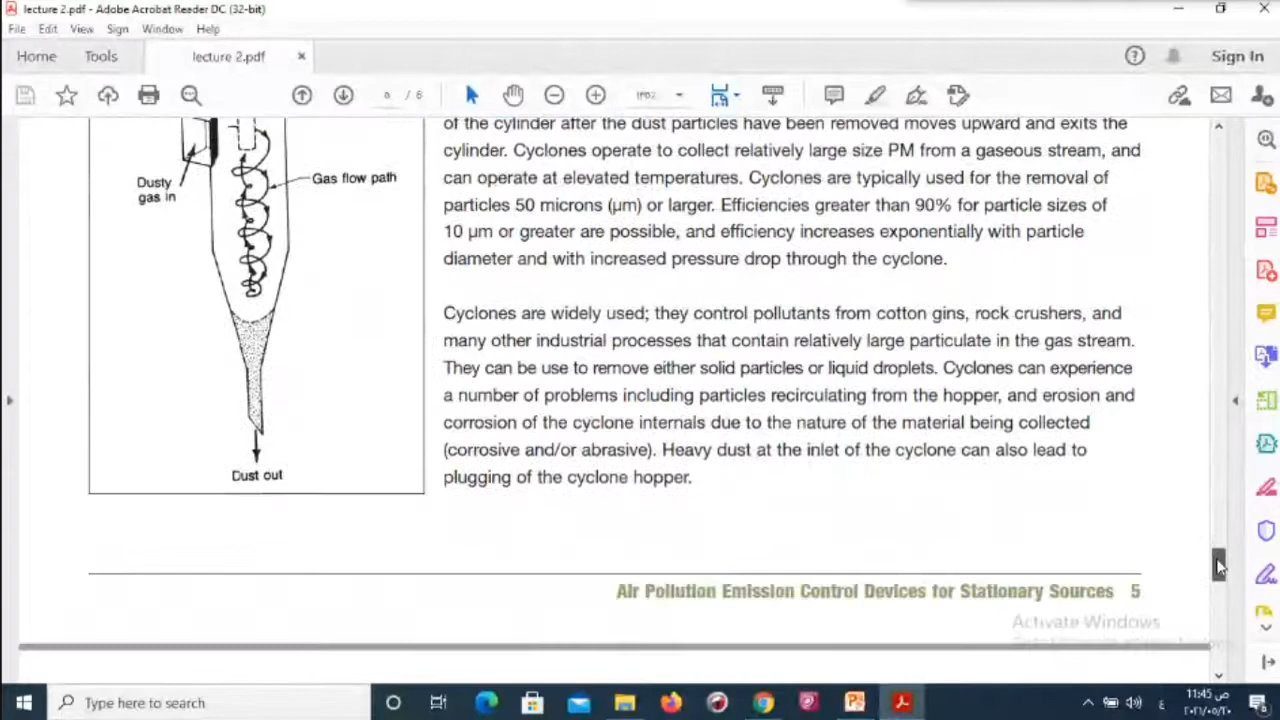 lecture 2.pdf - Adobe Acrobat Reader DC (32-bit)
File Edit View Sign Window Help
Home Tools lecture 2.pdf × Sign In
/ 6
of the cylinder after the dust particles have been removed moves upward and exits the
cylinder. Cyclones operate to collect relatively large size PM from a gaseous stream, and
can operate at elevated temperatures. Cyclones are typically used for the removal of
particles 50 microns (µm) or larger. Efficiencies greater than 90% for particle sizes of
10 µm or greater are possible, and efficiency increases exponentially with particle
diameter and with increased pressure drop through the cyclone.
Dusty
gas in
Gas flow path
Dust out
Cyclones are widely used; they control pollutants from cotton gins, rock crushers, and
many other industrial processes that contain relatively large particulate in the gas stream.
They can be use to remove either solid particles or liquid droplets. Cyclones can experience
a number of problems including particles recirculating from the hopper, and erosion and
corrosion of the cyclone internals due to the nature of the material being collected
(corrosive and/or abrasive). Heavy dust at the inlet of the cyclone can also lead to
plugging of the cyclone hopper.
Air Pollution Emission Control Devices for Stationary Sources 5
Activate Windows
Type here to search
ع
11:45 ص